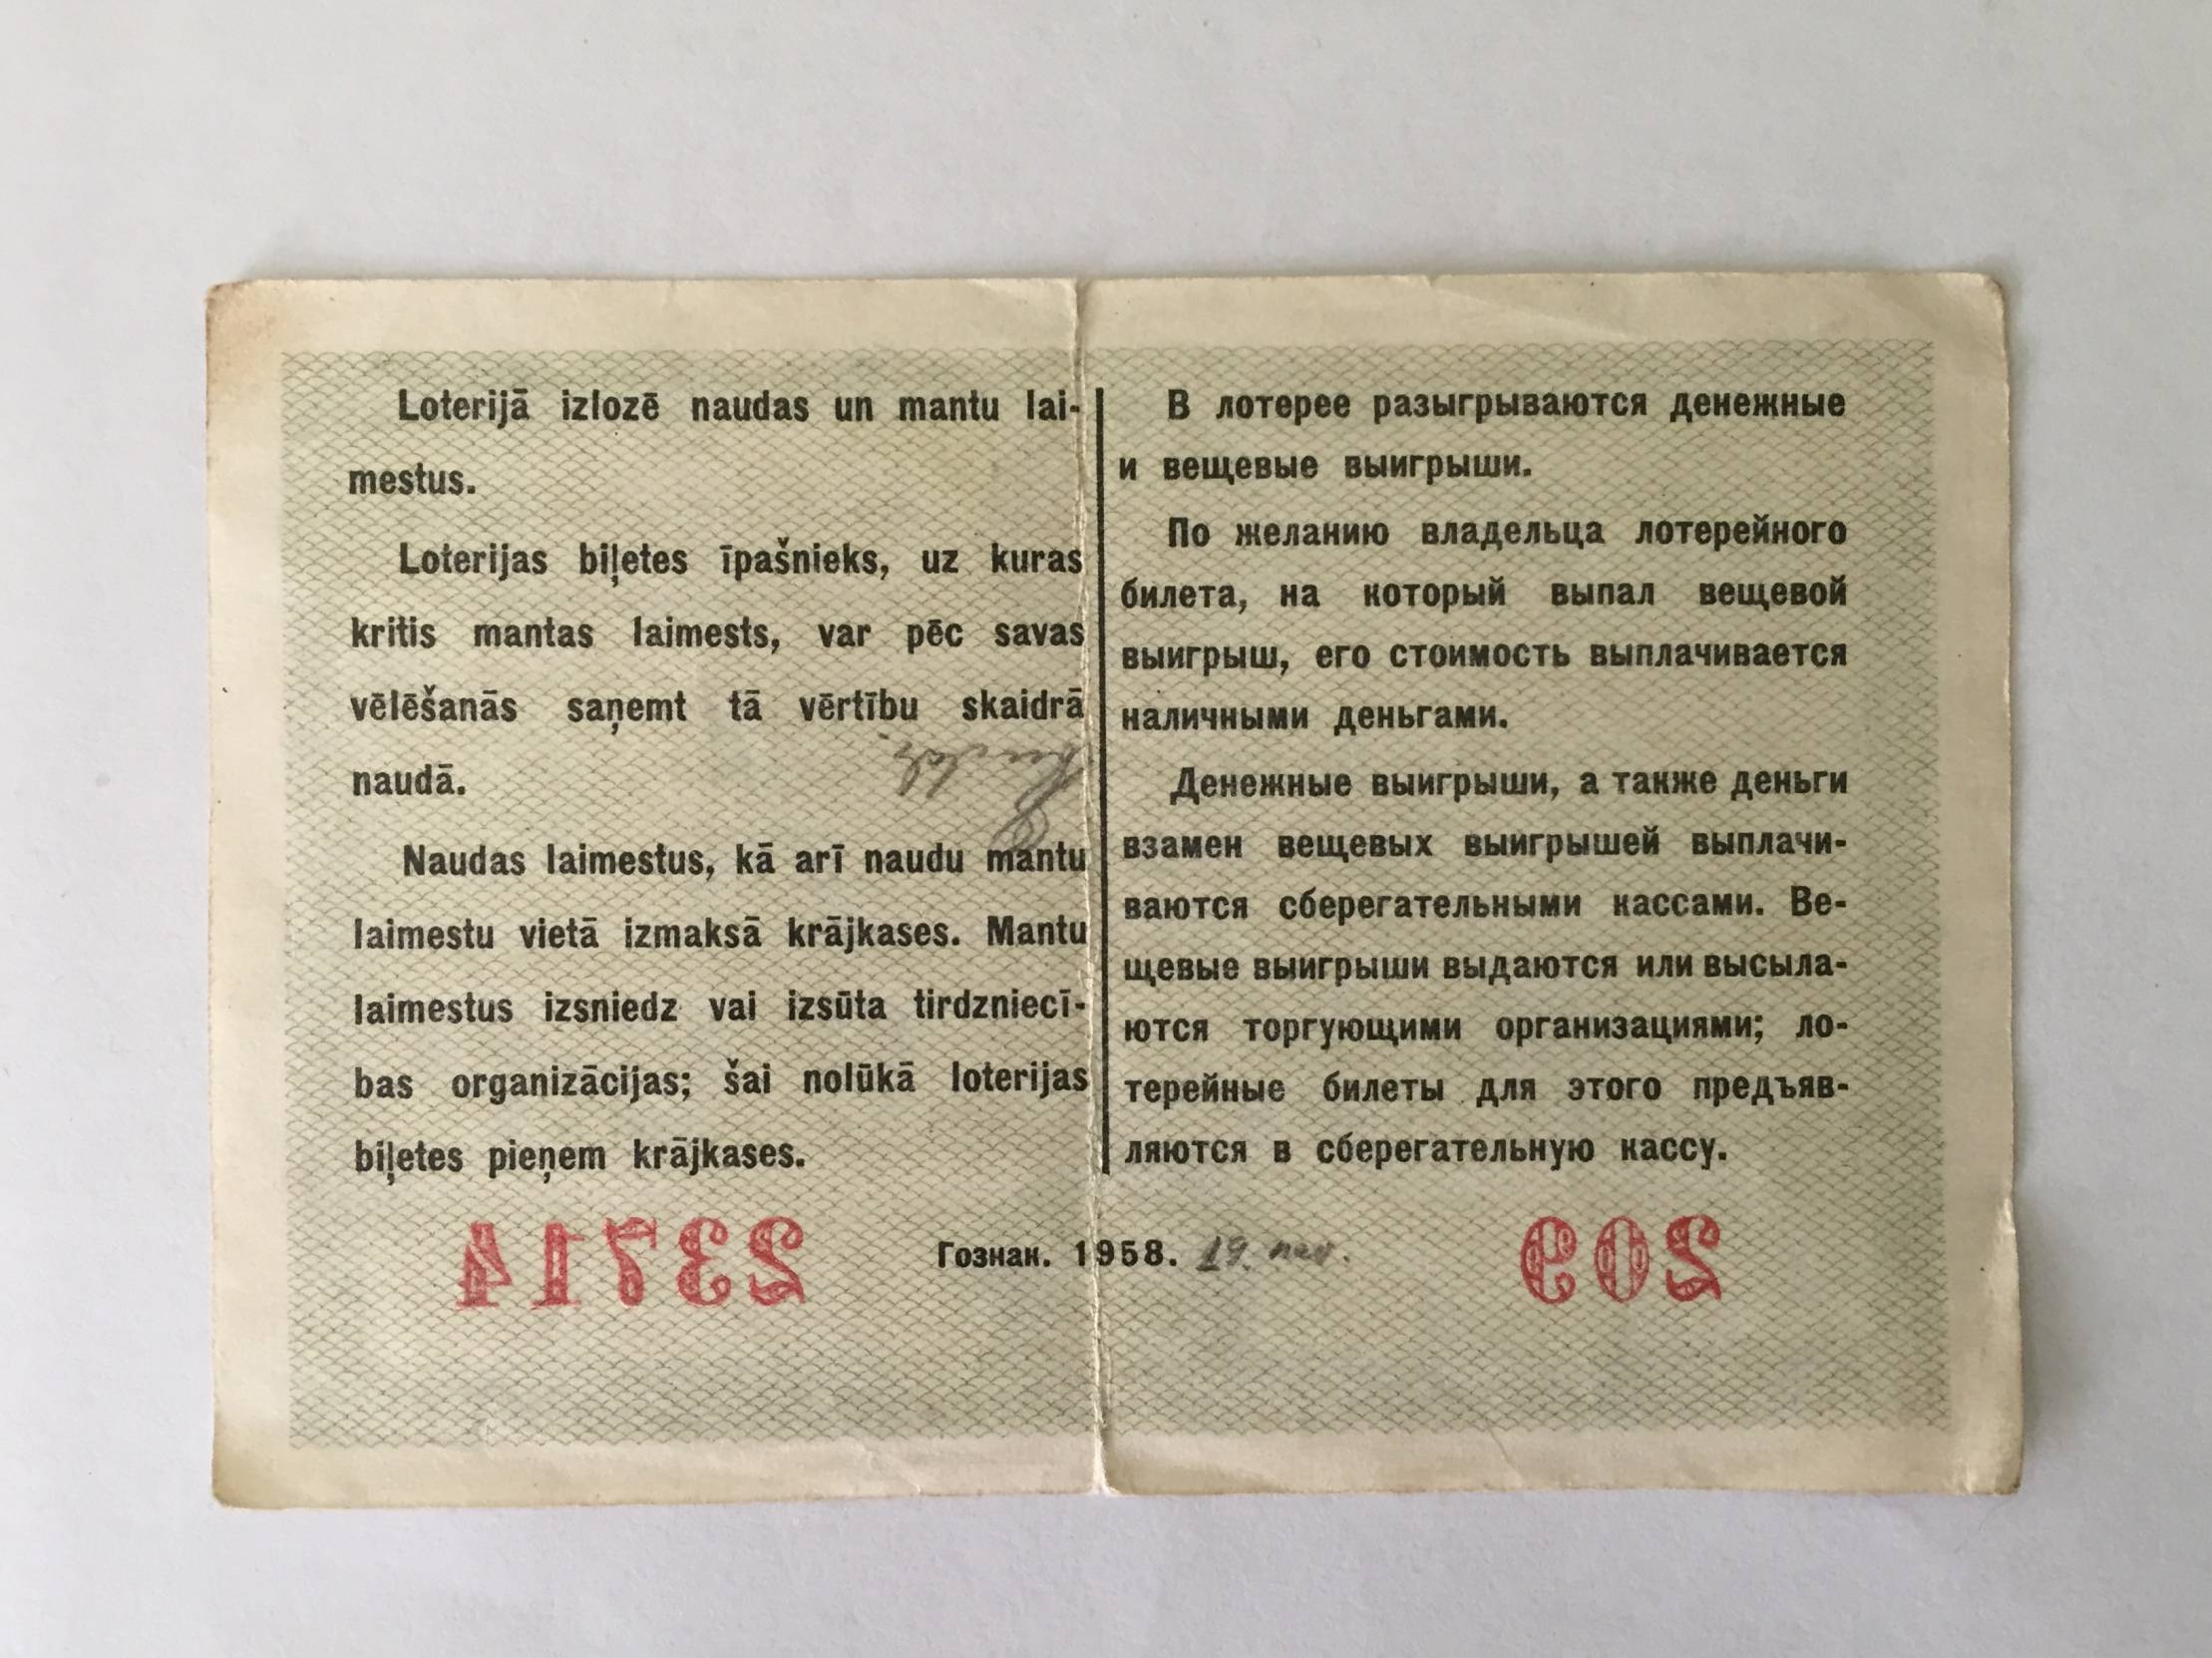 Loterijā izlozē naudas un mantu lai-
mestus.
Loterijas biļetes īpašnieks, uz kuras
kritis mantas laimests, var pēc savas
vēlēšanās saņemt tā vērtību skaidrā
naudā.
Naudas laimestus, kā arī naudu mantu
laimestu vietā izmaksā krājkases. Mantu
laimestus izsniedz vai izsūta tirdzniecī-
bas organizācijas; šai nolūkā loterijas
biļetes pieņem krājkases.
В лотерее разыгрываются денежные
и вещевые выигрыши.
По желанию владельца лотерейного
билета, на который выпал вещевой
выигрыш, его стоимость выплачивается
наличными деньгами.
Денежные выигрыши, а также деньги
взамен вещевых выигрышей выплачи-
ваются сберегательными кассами. Ве-
щевые выигрыши выдаются или высыла-
ются торгующими организациями; ло-
терейные билеты для этого предъяв-
ляются в сберегательную кассу.
23714
Гознак. 1958. 19.
209